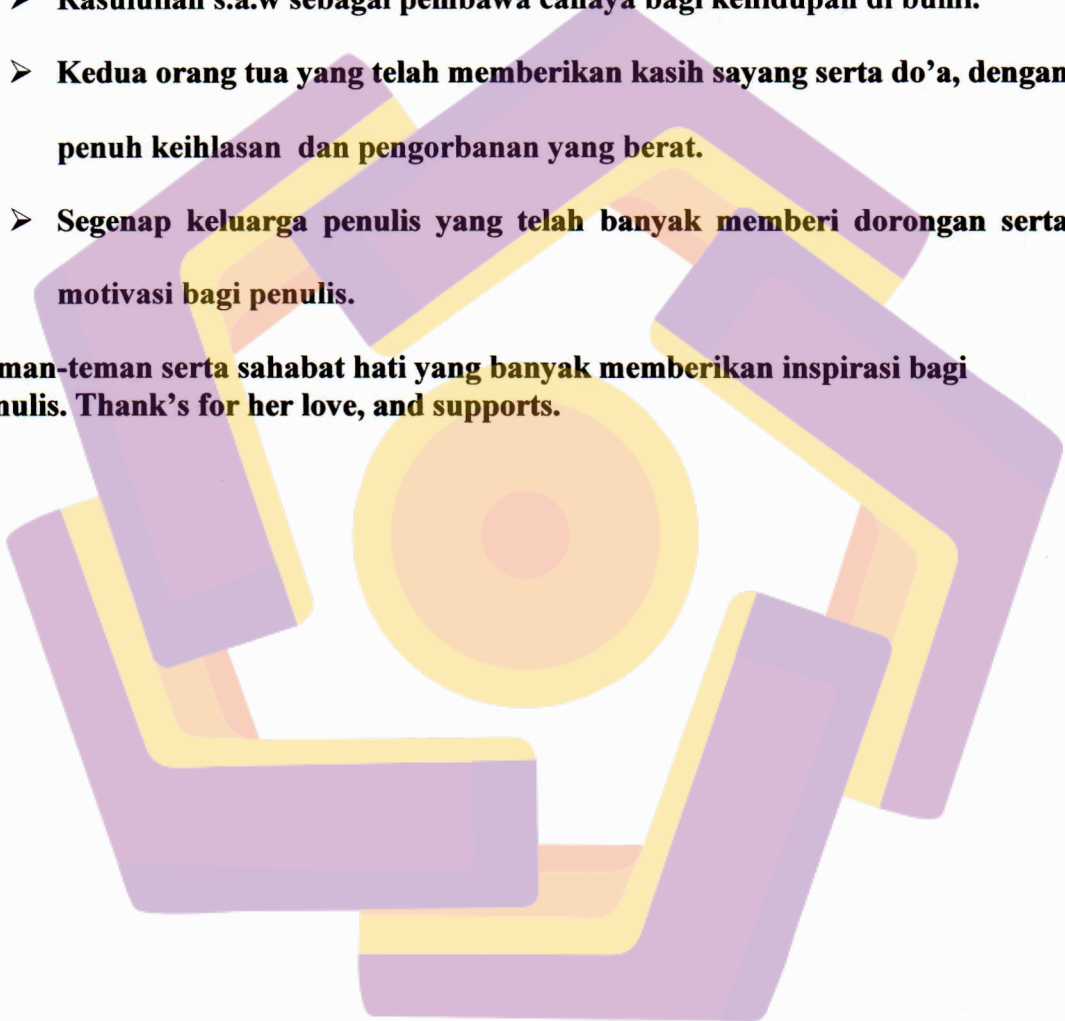 ➢ Rasulullah s.a.w sebagai pembawa cahaya bagi kehidupan di bumi.
➢ Kedua orang tua yang telah memberikan kasih sayang serta do’a, dengan
penuh keihlasan dan pengorbanan yang berat.
➢ Segenap keluarga penulis yang telah banyak memberi dorongan serta
motivasi bagi penulis.
man-teman serta sahabat hati yang banyak memberikan inspirasi bagi
nulis. Thank’s for her love, and supports.